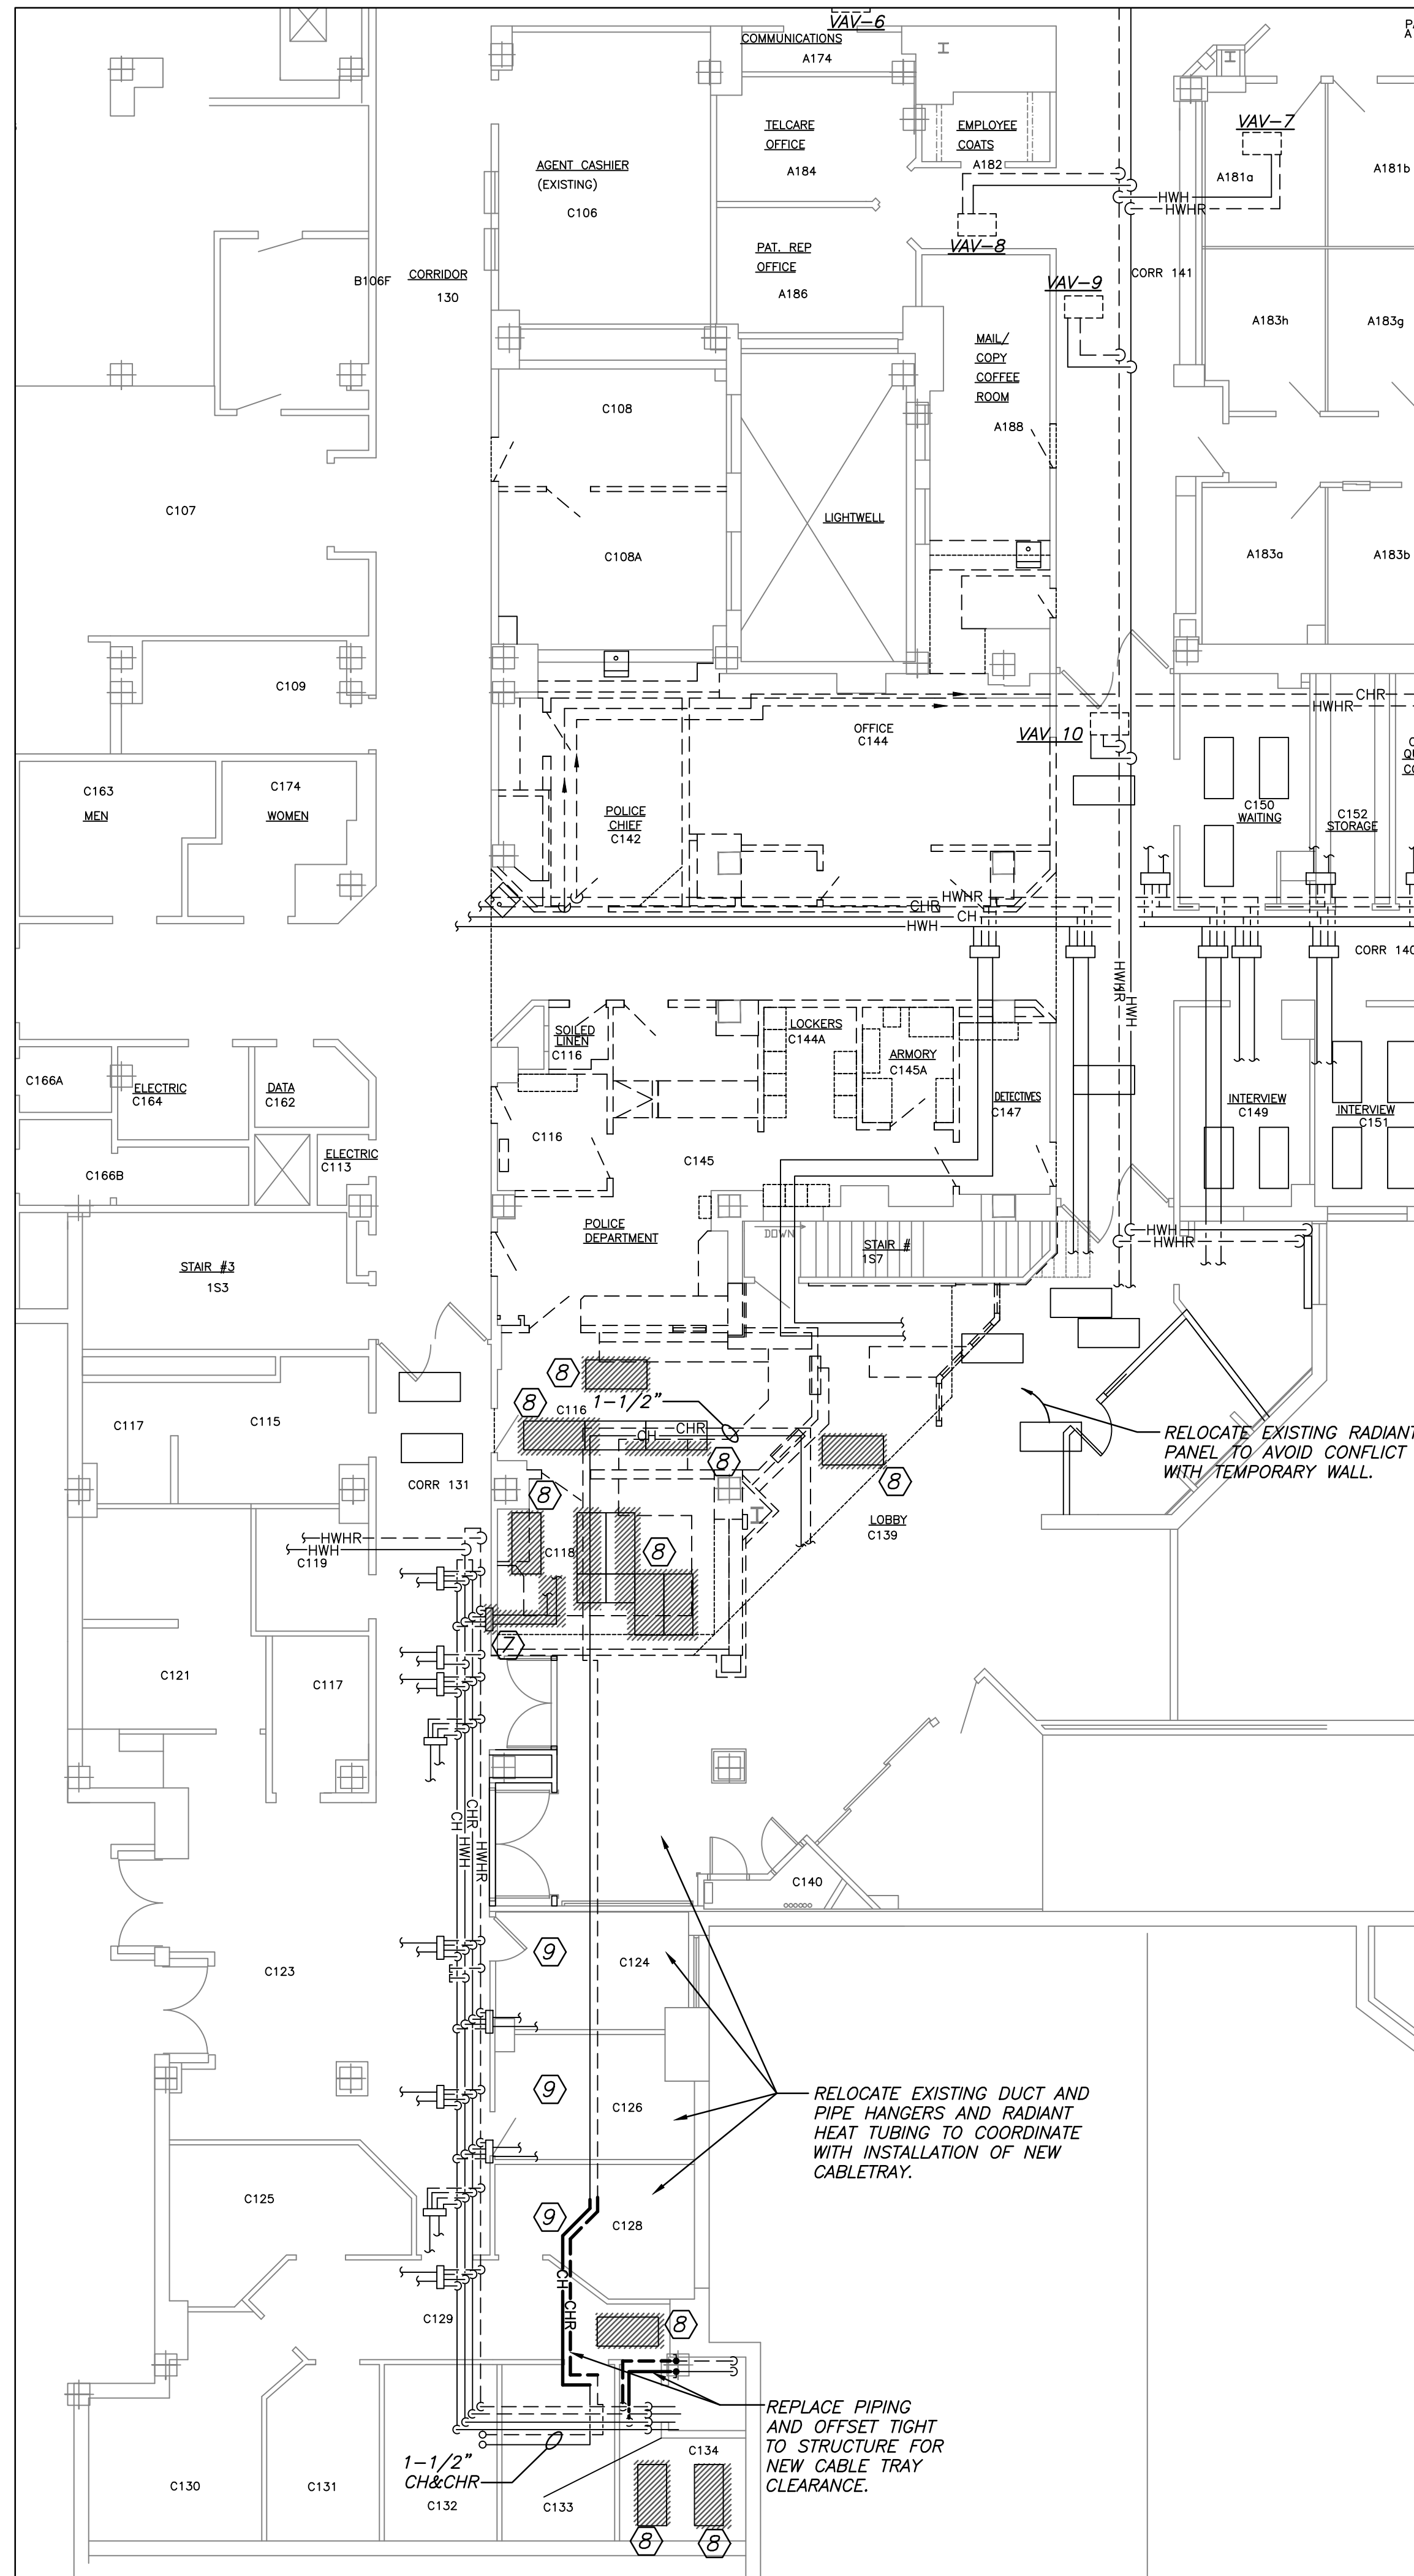 VAV-6
COMMUNICATIONS
A174
TELCARE
OFFICE
A184
EMPLOYEE
COATS
A182
VAV-7
A181a
A181b
AGENT CASHIER
(EXISTING)
C106
HWH
HWHR
VAV-8
PAT. REP
OFFICE
A186
B106F
CORRIDOR
130
VAV-9
CORR 141
A183h
A183g
MAIL/
COPY
COFFEE
ROOM
A188
C108
C107
LIGHTWELL
C108A
A183a
A183b
C109
CHR
HWHR
OFFICE
C144
VAV 10
C163
MEN
C174
WOMEN
POLICE
CHIEF
C142
C150
WAITING
C152
STORAGE
HWHR
CHR
CH
HWH
CORR 140
HWHR
HWH
SOILED
LINEN
C116
LOCKERS
C144A
ARMORY
C145A
DETECTIVES
C147
C166A
ELECTRIC
C164
DATA
C162
INTERVIEW
C149
INTERVIEW
C151
C116
C145
C166B
ELECTRIC
C113
POLICE
DEPARTMENT
DOWN
STAIR #
1S7
HWH
HWHR
STAIR #3
1S3
8
8
C116
1-1/2"
CHR
CH
8
C117
C115
RELOCATE EXISTING RADIANT
PANEL TO AVOID CONFLICT
WITH TEMPORARY WALL.
8
CORR 131
8
LOBBY
C139
HWHR
HWH
C119
C118
8
7
C121
C117
CH
CHR
HWH
HWHR
C140
C123
9
C124
9
C126
RELOCATE EXISTING DUCT AND
PIPE HANGERS AND RADIANT
HEAT TUBING TO COORDINATE
WITH INSTALLATION OF NEW
CABLETRAY.
C125
9
C128
CH
CHR
C129
8
REPLACE PIPING
AND OFFSET TIGHT
TO STRUCTURE FOR
NEW CABLE TRAY
CLEARANCE.
1-1/2"
CH&CHR
C134
C130
C131
C132
C133
8
8